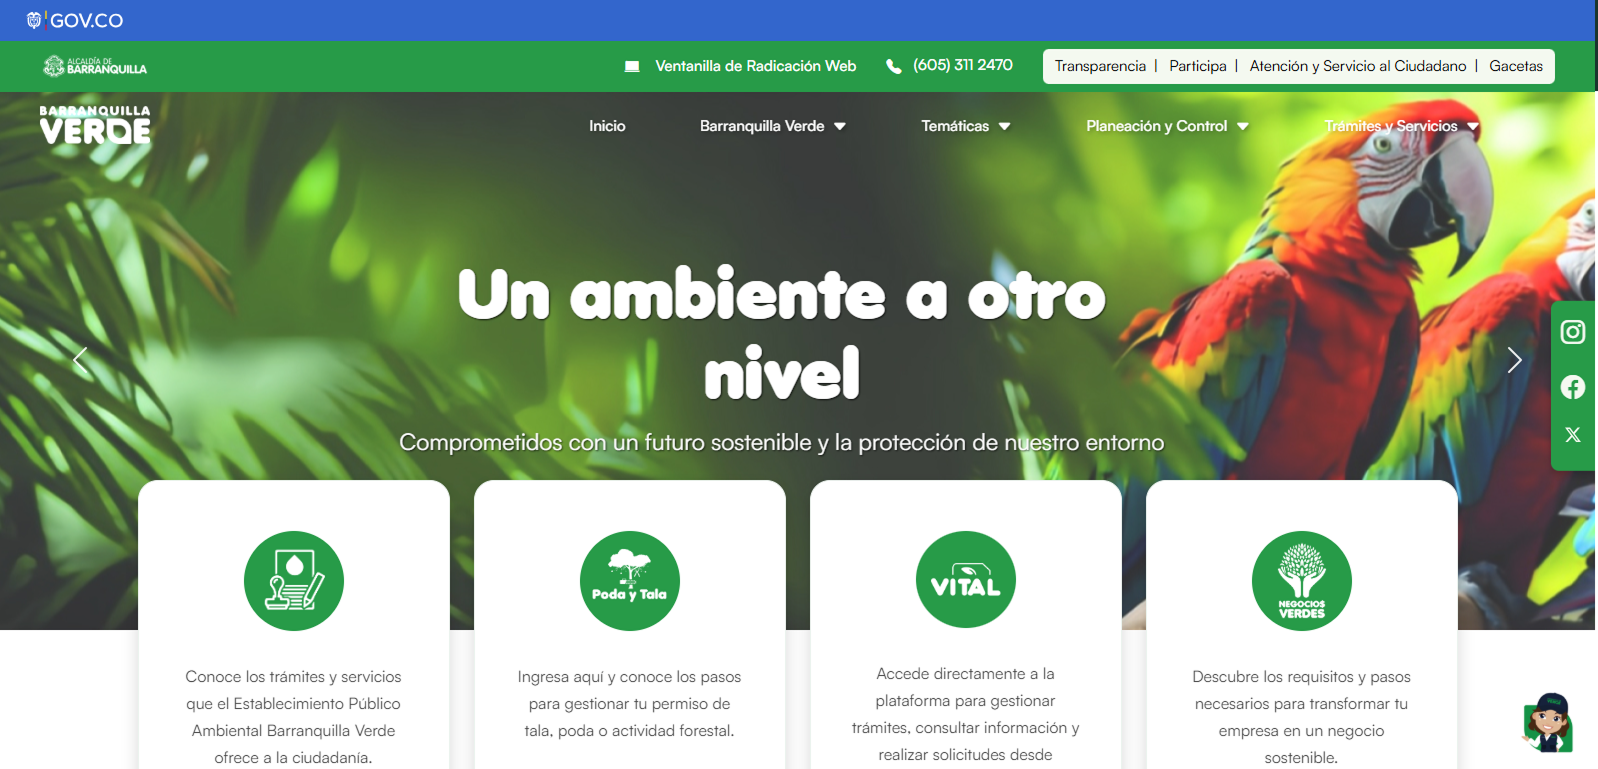 GOV.CO
ALCALDÍA DE
BARRANQUILLA
Ventanilla de Radicación Web
(605) 311 2470
Transparencia | Participa | Atención y Servicio al Ciudadano | Gacetas
BARRANQUILLA
VERDE
Inicio
Barranquilla Verde
Temáticas
Planeación y Control
Trámites y Servicios
Un ambiente a otro
nivel
Comprometidos con un futuro sostenible y la protección de nuestro entorno
Conoce los trámites y servicios
que el Establecimiento Público
Ambiental Barranquilla Verde
ofrece a la ciudadanía.
Poda y Tala
Ingresa aquí y conoce los pasos
para gestionar tu permiso de
tala, poda o actividad forestal.
VITAL
Accede directamente a la
plataforma para gestionar
trámites, consultar información y
realizar solicitudes desde
NEGOCIOS
VERDES
Descubre los requisitos y pasos
necesarios para transformar tu
empresa en un negocio
sostenible.